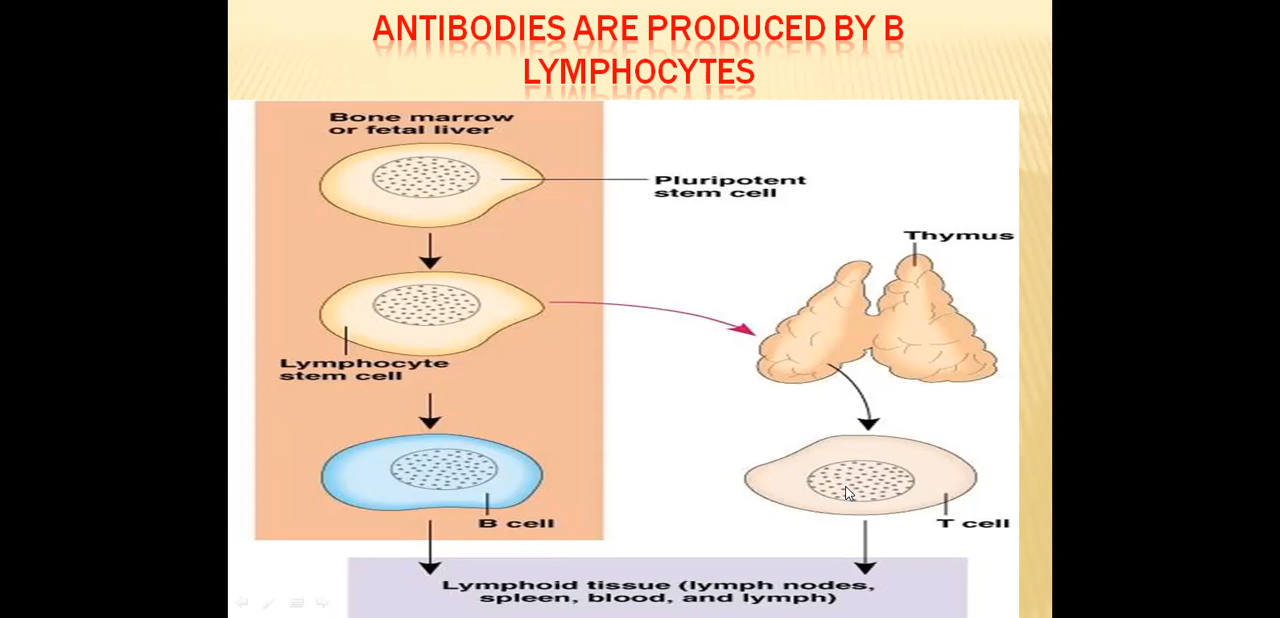 ANTIBODIES ARE PRODUCED BY B
LYMPHOCYTES
Bone marrow
or fetal liver
Pluripotent
stem cell
Thymus
Lymphocyte
stem cell
B cell
T cell
Lymphoid tissue (lymph nodes,
spleen, blood, and lymph)